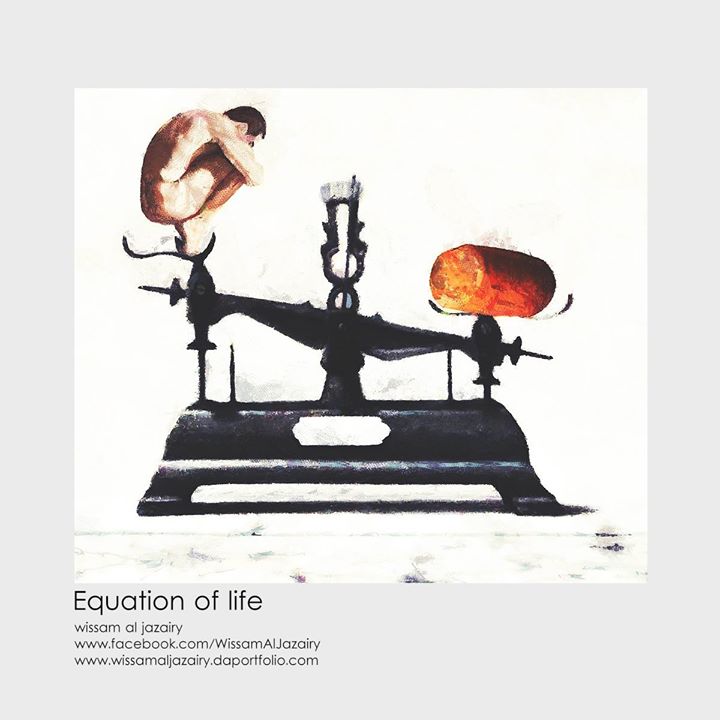 Equation of life
wissam al jazairy
www.facebook.com/WissamAlJazairy
www.wissamaljazairy.daportfolio.com